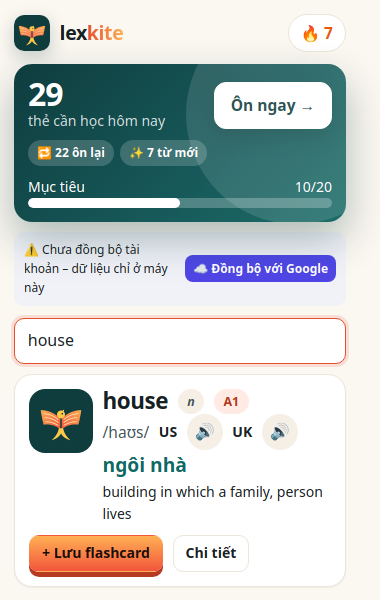 lexkite
🔥 7
29
thẻ cần học hôm nay
Ôn ngay →
🔁 22 ôn lại
✨ 7 từ mới
Mục tiêu
10/20
⚠️ Chưa đồng bộ tài
khoản – dữ liệu chỉ ở máy
này
☁️ Đồng bộ với Google
house
house n A1
/haʊs/ US 🔊 UK 🔊
ngôi nhà
building in which a family, person
lives
+ Lưu flashcard
Chi tiết